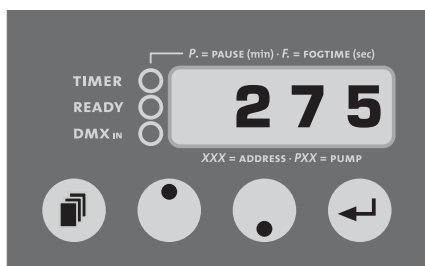 P. = PAUSE (min) · F. = FOGTIME (sec)
TIMER
READY
DMX IN
275
XXX = ADDRESS · PXX = PUMP